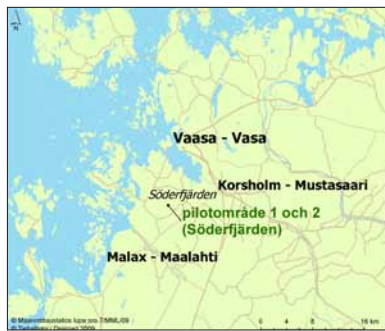 N
Vaasa - Vasa
Korsholm - Mustasaari
Söderfjärden
pilotområde 1 och 2
(Söderfjärden)
Malax - Maalahti
0 4 8 16 km